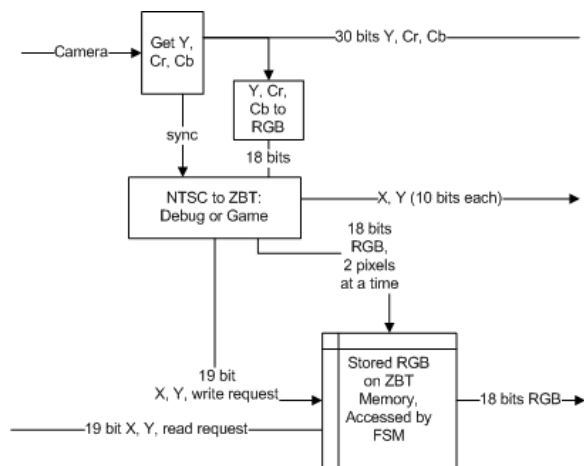 Camera
Get Y,
Cr, Cb
30 bits Y, Cr, Cb
Y, Cr,
Cb to
RGB
sync
18 bits
NTSC to ZBT:
Debug or Game
X, Y (10 bits each)
18 bits
RGB,
2 pixels
at a time
19 bit
X, Y, write request
Stored RGB
on ZBT
Memory,
Accessed by
FSM
18 bits RGB
19 bit X, Y, read request